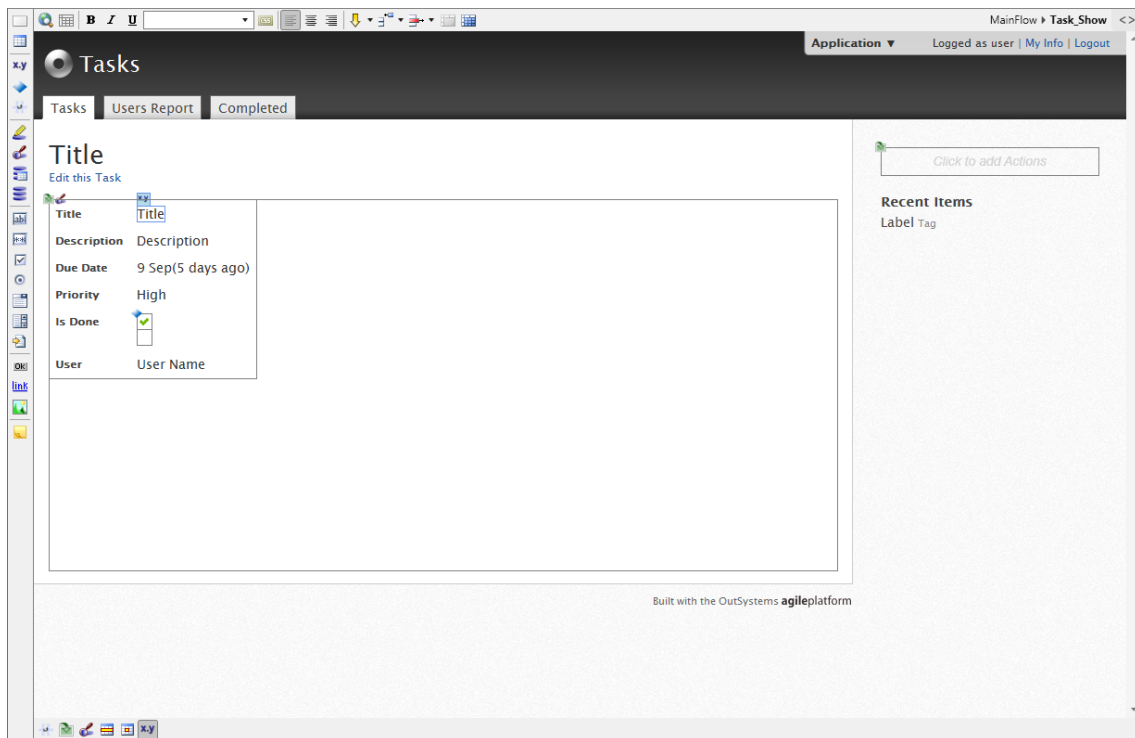 B I U
MainFlow Task_Show <>
x.y
Application ▼ Logged as user | My Info | Logout
Tasks
Tasks Users Report Completed
Title
Edit this Task
Click to add Actions
Recent Items
Label Tag
x.y
Title Title
Description Description
Due Date 9 Sep(5 days ago)
Priority High
Is Done
User User Name
ab
OK
link
Built with the OutSystems agileplatform
x.y